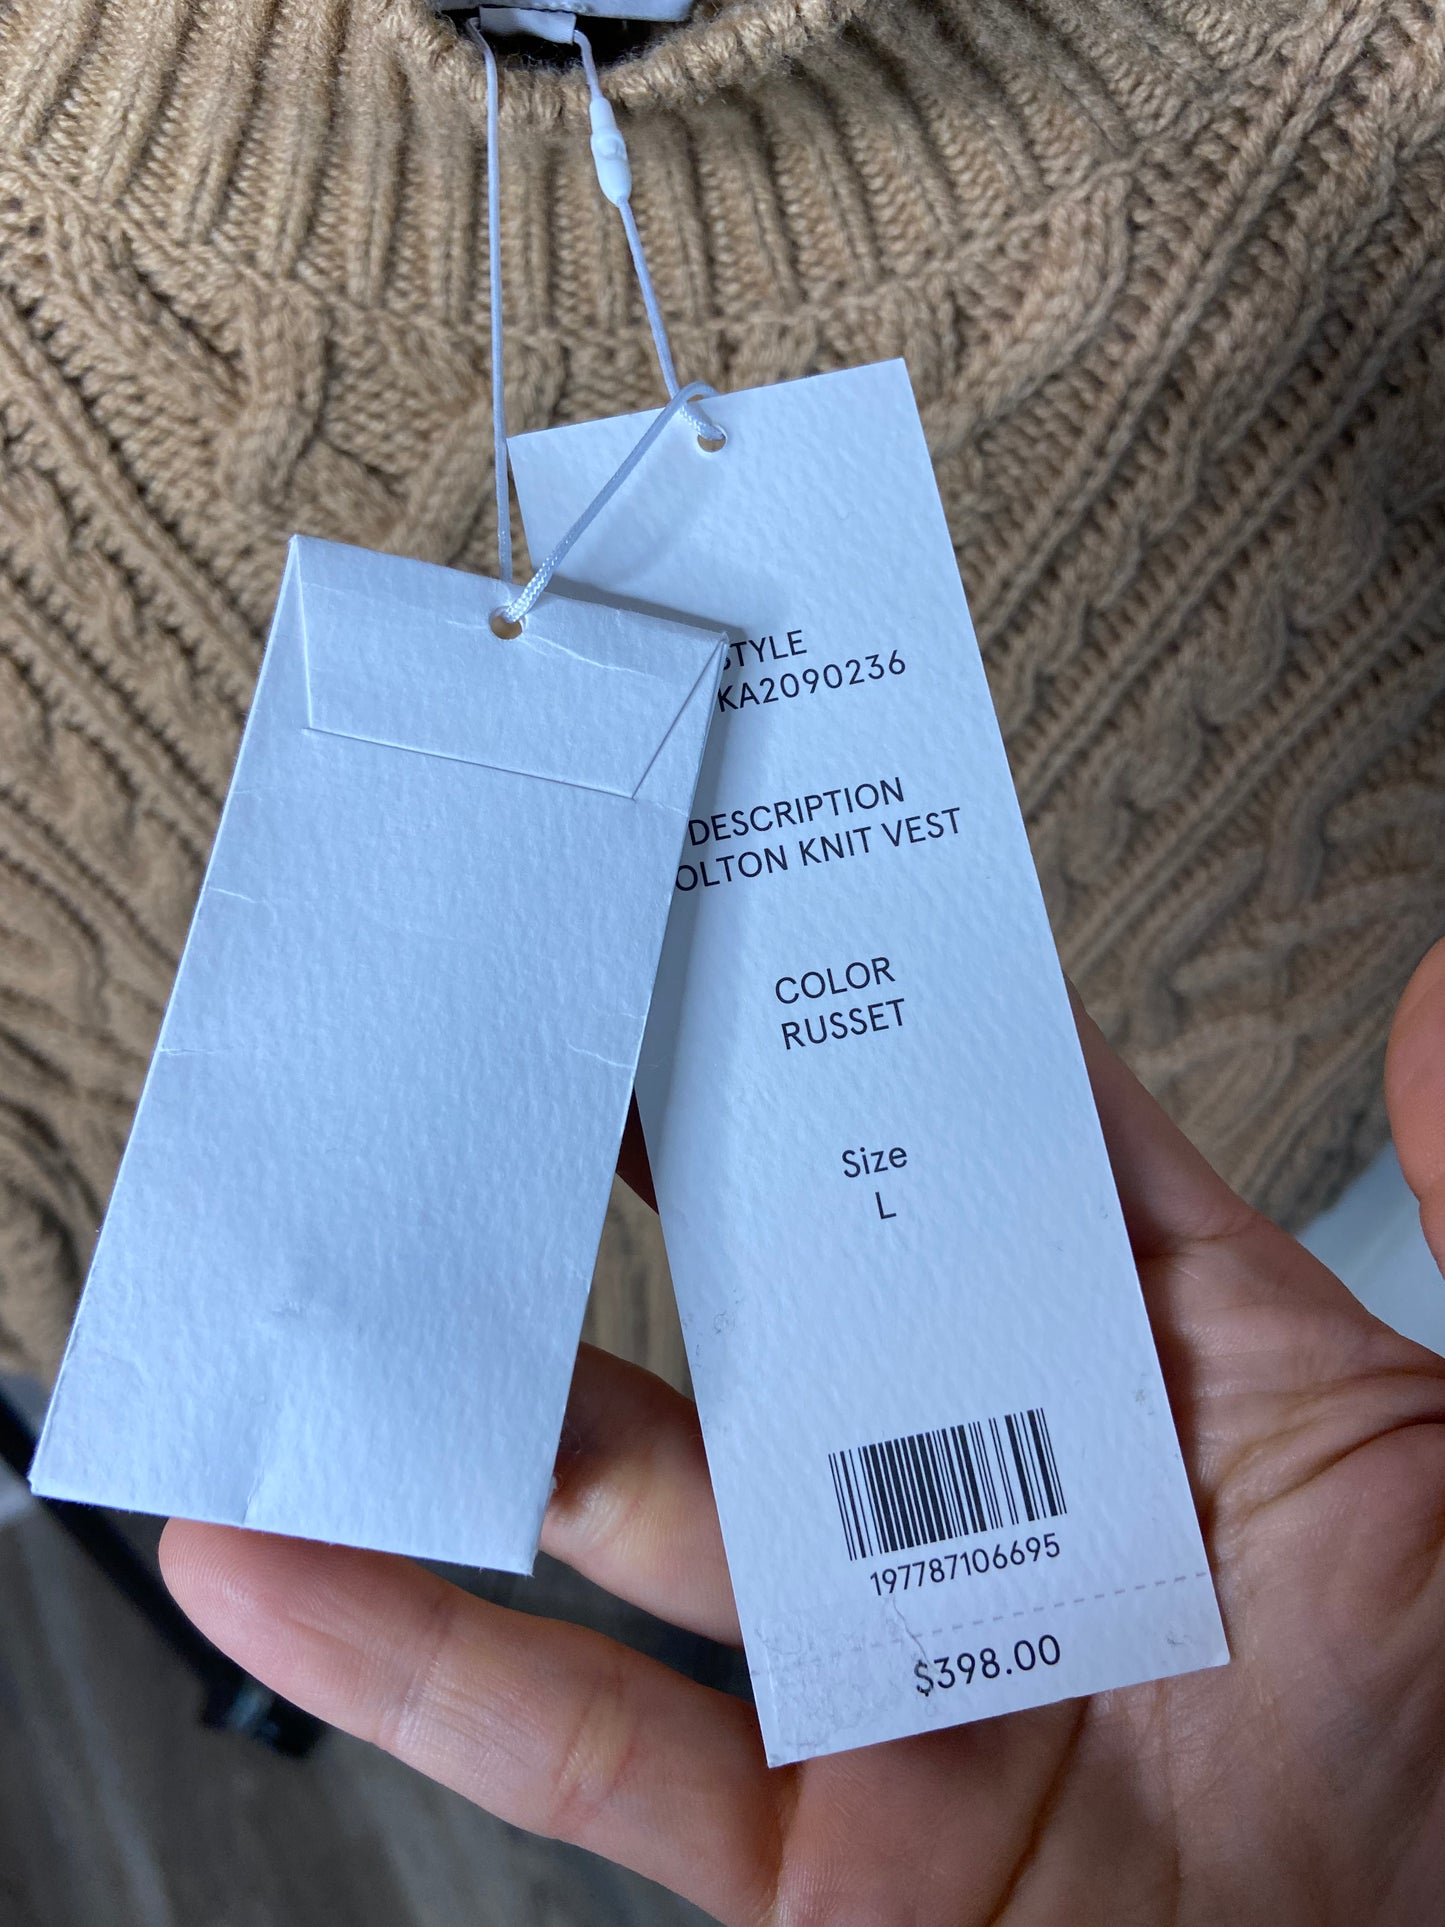 STYLE
KA2090236
DESCRIPTION
OLTON KNIT VEST
COLOR
RUSSET
Size
L
197787106695
$398.00